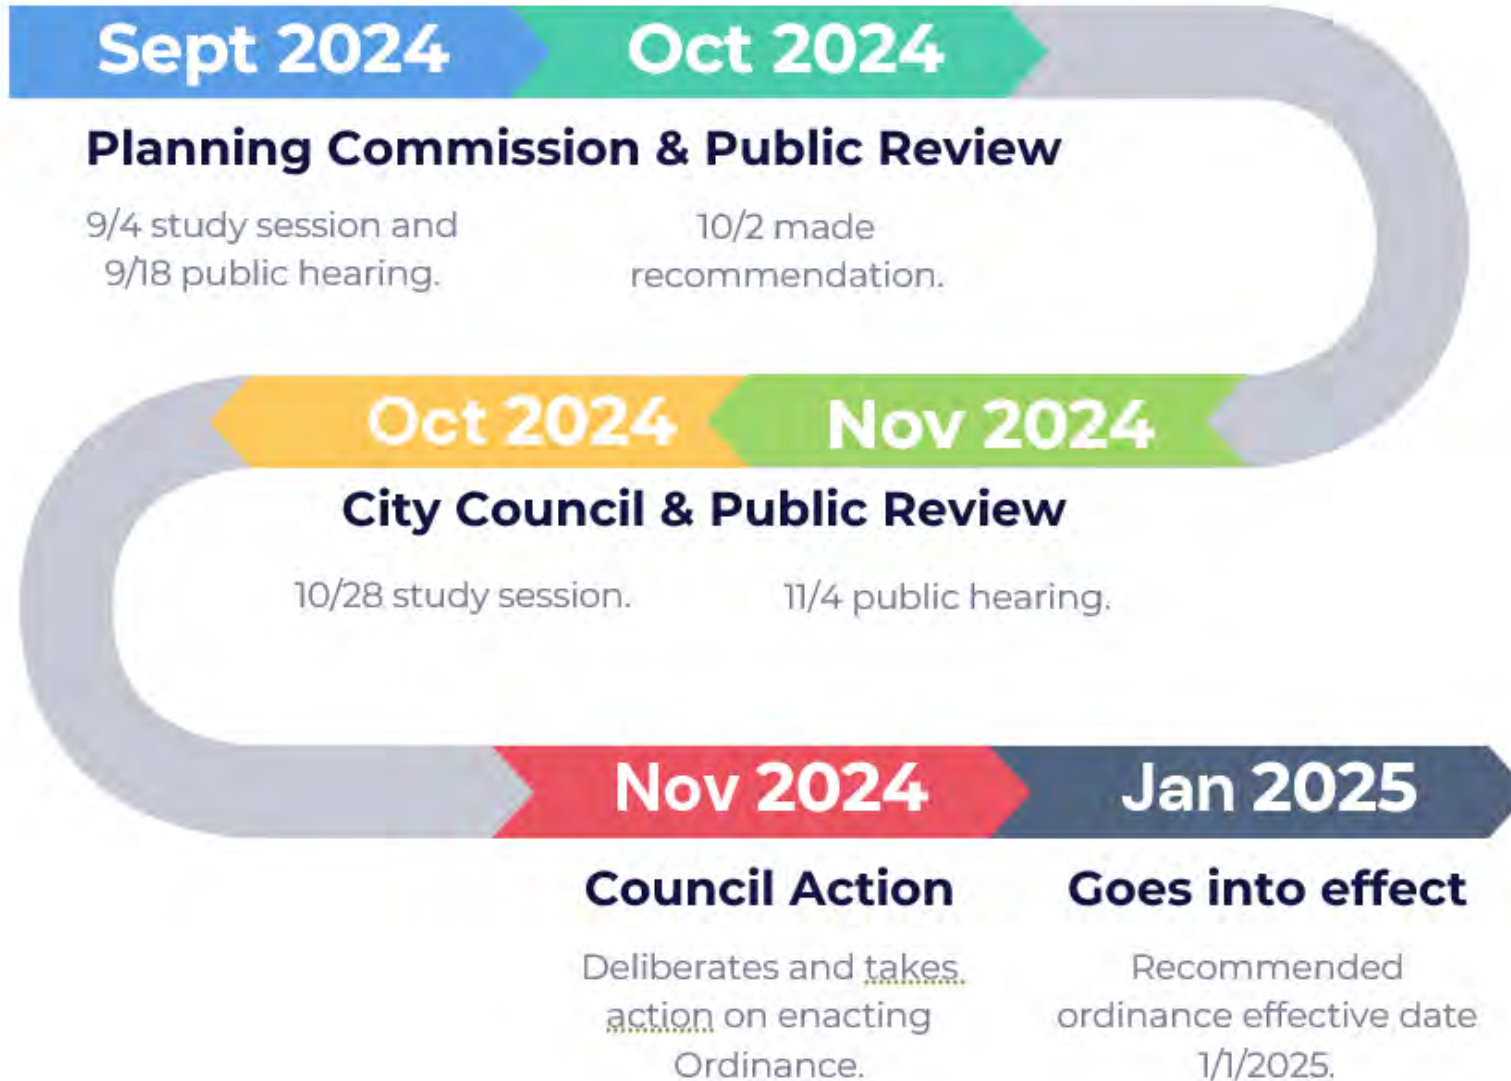 Sept 2024
Oct 2024
Planning Commission & Public Review
9/4 study session and
9/18 public hearing.
10/2 made
recommendation.
Oct 2024
Nov 2024
City Council & Public Review
10/28 study session.
11/4 public hearing.
Nov 2024
Jan 2025
Council Action
Deliberates and takes
action on enacting
Ordinance.
Goes into effect
Recommended
ordinance effective date
1/1/2025.